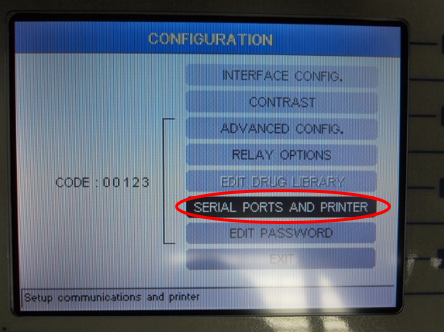 CONFIGURATION
INTERFACE CONFIG.
CONTRAST
ADVANCED CONFIG.
RELAY OPTIONS
CODE : 00123
EDIT DRUG LIBRARY
SERIAL PORTS AND PRINTER
EDIT PASSWORD
EXIT
Setup communications and printer